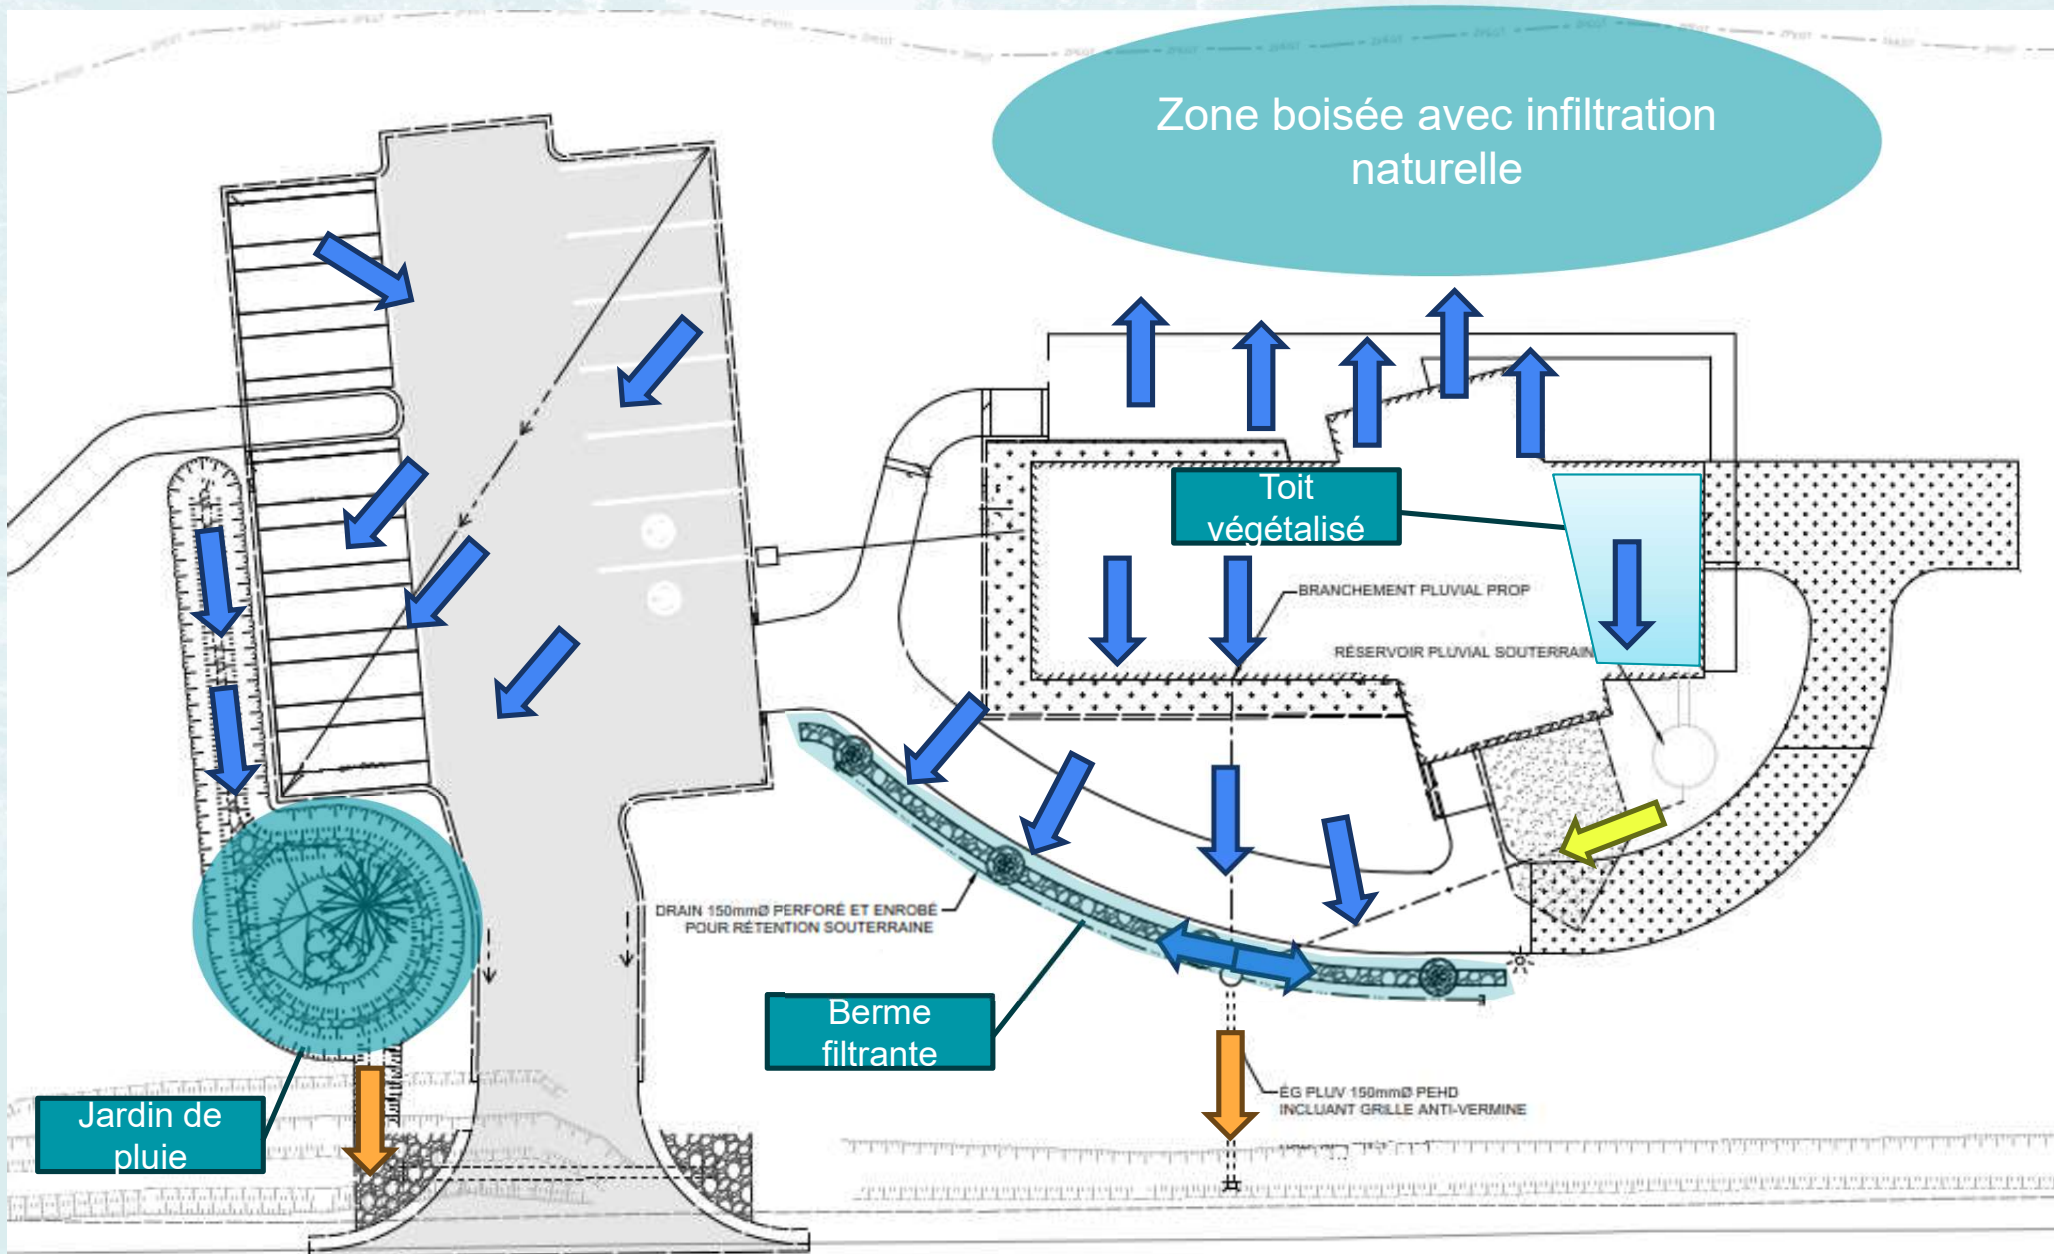 Zone boisée avec infiltration
naturelle
Toit
végétalisé
BRANCHEMENT PLUVIAL PROP
RÉSERVOIR PLUVIAL SOUTERRAIN
DRAIN 150mmØ PERFORÉ ET ENROBÉ
POUR RÉTENTION SOUTERRAINE
Berme
filtrante
ÉG PLUV 150mmØ PEHD
INCLUANT GRILLE ANTI-VERMINE
Jardin de
pluie